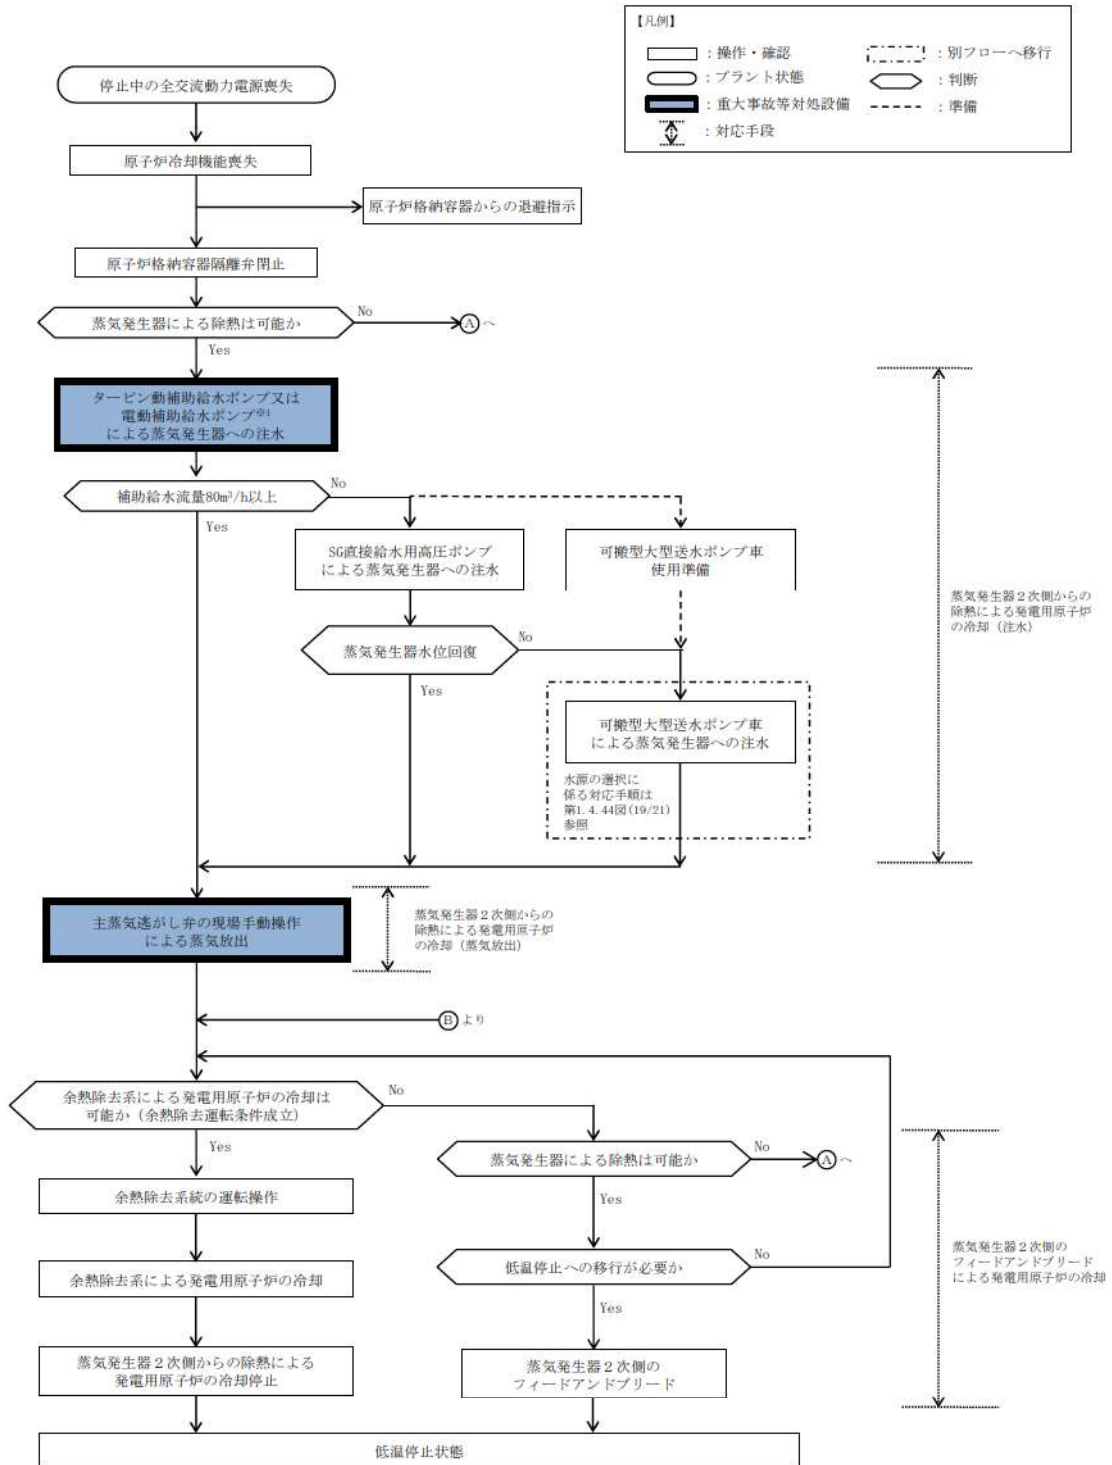 【凡例】
：操作・確認
：別フローへ移行
：プラント状態
：判断
：重大事故等対処設備
：準備
：対応手段
停止中の全交流動力電源喪失
原子炉冷却機能喪失
原子炉格納容器からの退避指示
原子炉格納容器隔離弁閉止
蒸気発生器による除熱は可能か
No
Ⓐへ
Yes
タービン動補助給水ポンプ又は
電動補助給水ポンプ※1
による蒸気発生器への注水
補助給水流量80m³/h以上
No
Yes
SG直接給水用高圧ポンプ
による蒸気発生器への注水
可搬型大型送水ポンプ車
使用準備
蒸気発生器２次側からの
除熱による発電用原子炉
の冷却（注水）
蒸気発生器水位回復
No
Yes
可搬型大型送水ポンプ車
による蒸気発生器への注水
水源の選択に
係る対応手順は
第1.4.44図(19/21)
参照
主蒸気逃がし弁の現場手動操作
による蒸気放出
蒸気発生器２次側からの
除熱による発電用原子炉
の冷却（蒸気放出）
Ⓑより
余熱除去系による発電用原子炉の冷却は
可能か（余熱除去運転条件成立）
No
Yes
蒸気発生器による除熱は可能か
No
Ⓐへ
Yes
余熱除去系統の運転操作
低温停止への移行が必要か
No
Yes
蒸気発生器２次側の
フィードアンドブリード
による発電用原子炉の冷却
余熱除去系による発電用原子炉の冷却
蒸気発生器２次側からの除熱による
発電用原子炉の冷却停止
蒸気発生器２次側の
フィードアンドブリード
低温停止状態